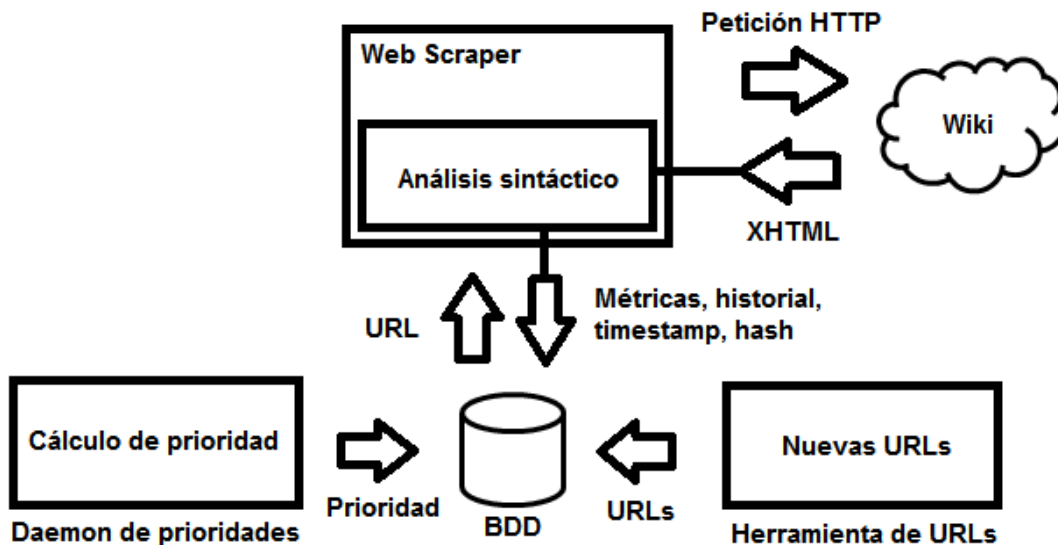 Petición HTTP
Web Scraper
Wiki
Análisis sintáctico
XHTML
URL
Métricas, historial,
timestamp, hash
Cálculo de prioridad
Nuevas URLs
Prioridad
BDD
URLs
Daemon de prioridades
Herramienta de URLs